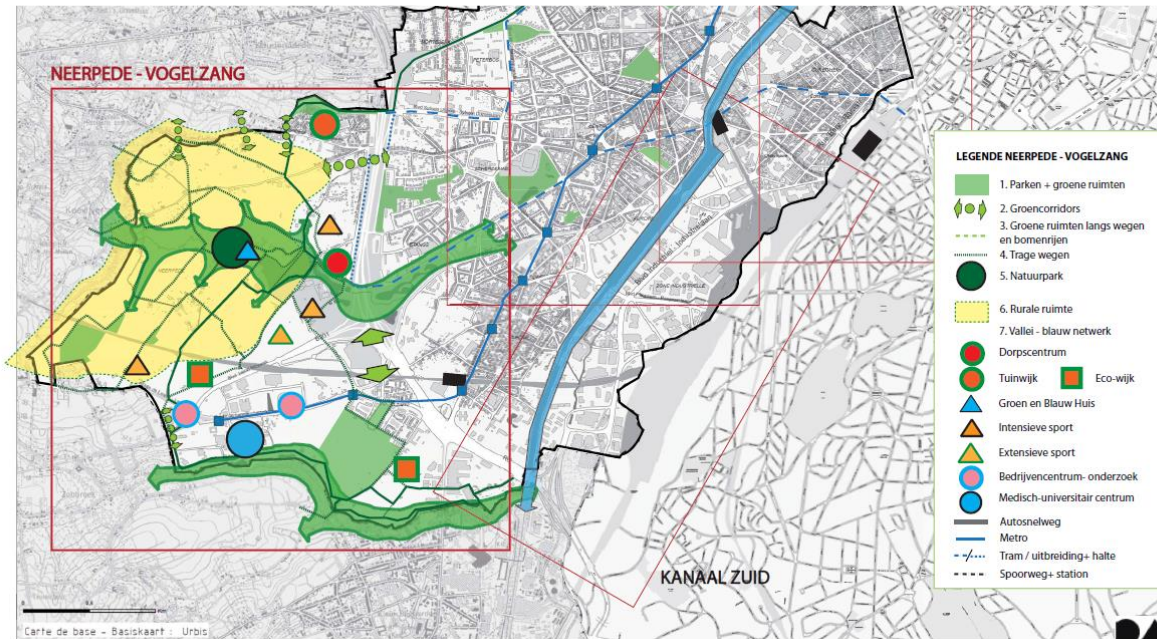 NEERPEDE - VOGELZANG
KANAAL ZUID
Carte de base - Basiskaart : Urbis
LEGENDE NEERPEDE - VOGELZANG
1. Parken + groene ruimten
2. Groencorridors
3. Groene ruimten langs wegen
en bomenrijen
4. Trage wegen
5. Natuurpark
6. Rurale ruimte
7. Vallei - blauw netwerk
Dorpscentrum
Tuinwijk
Eco-wijk
Groen en Blauw Huis
Intensieve sport
Extensieve sport
Bedrijvencentrum- onderzoek
Medisch-universitair centrum
Autosnelweg
Metro
Tram / uitbreiding+ halte
Spoorweg+ station